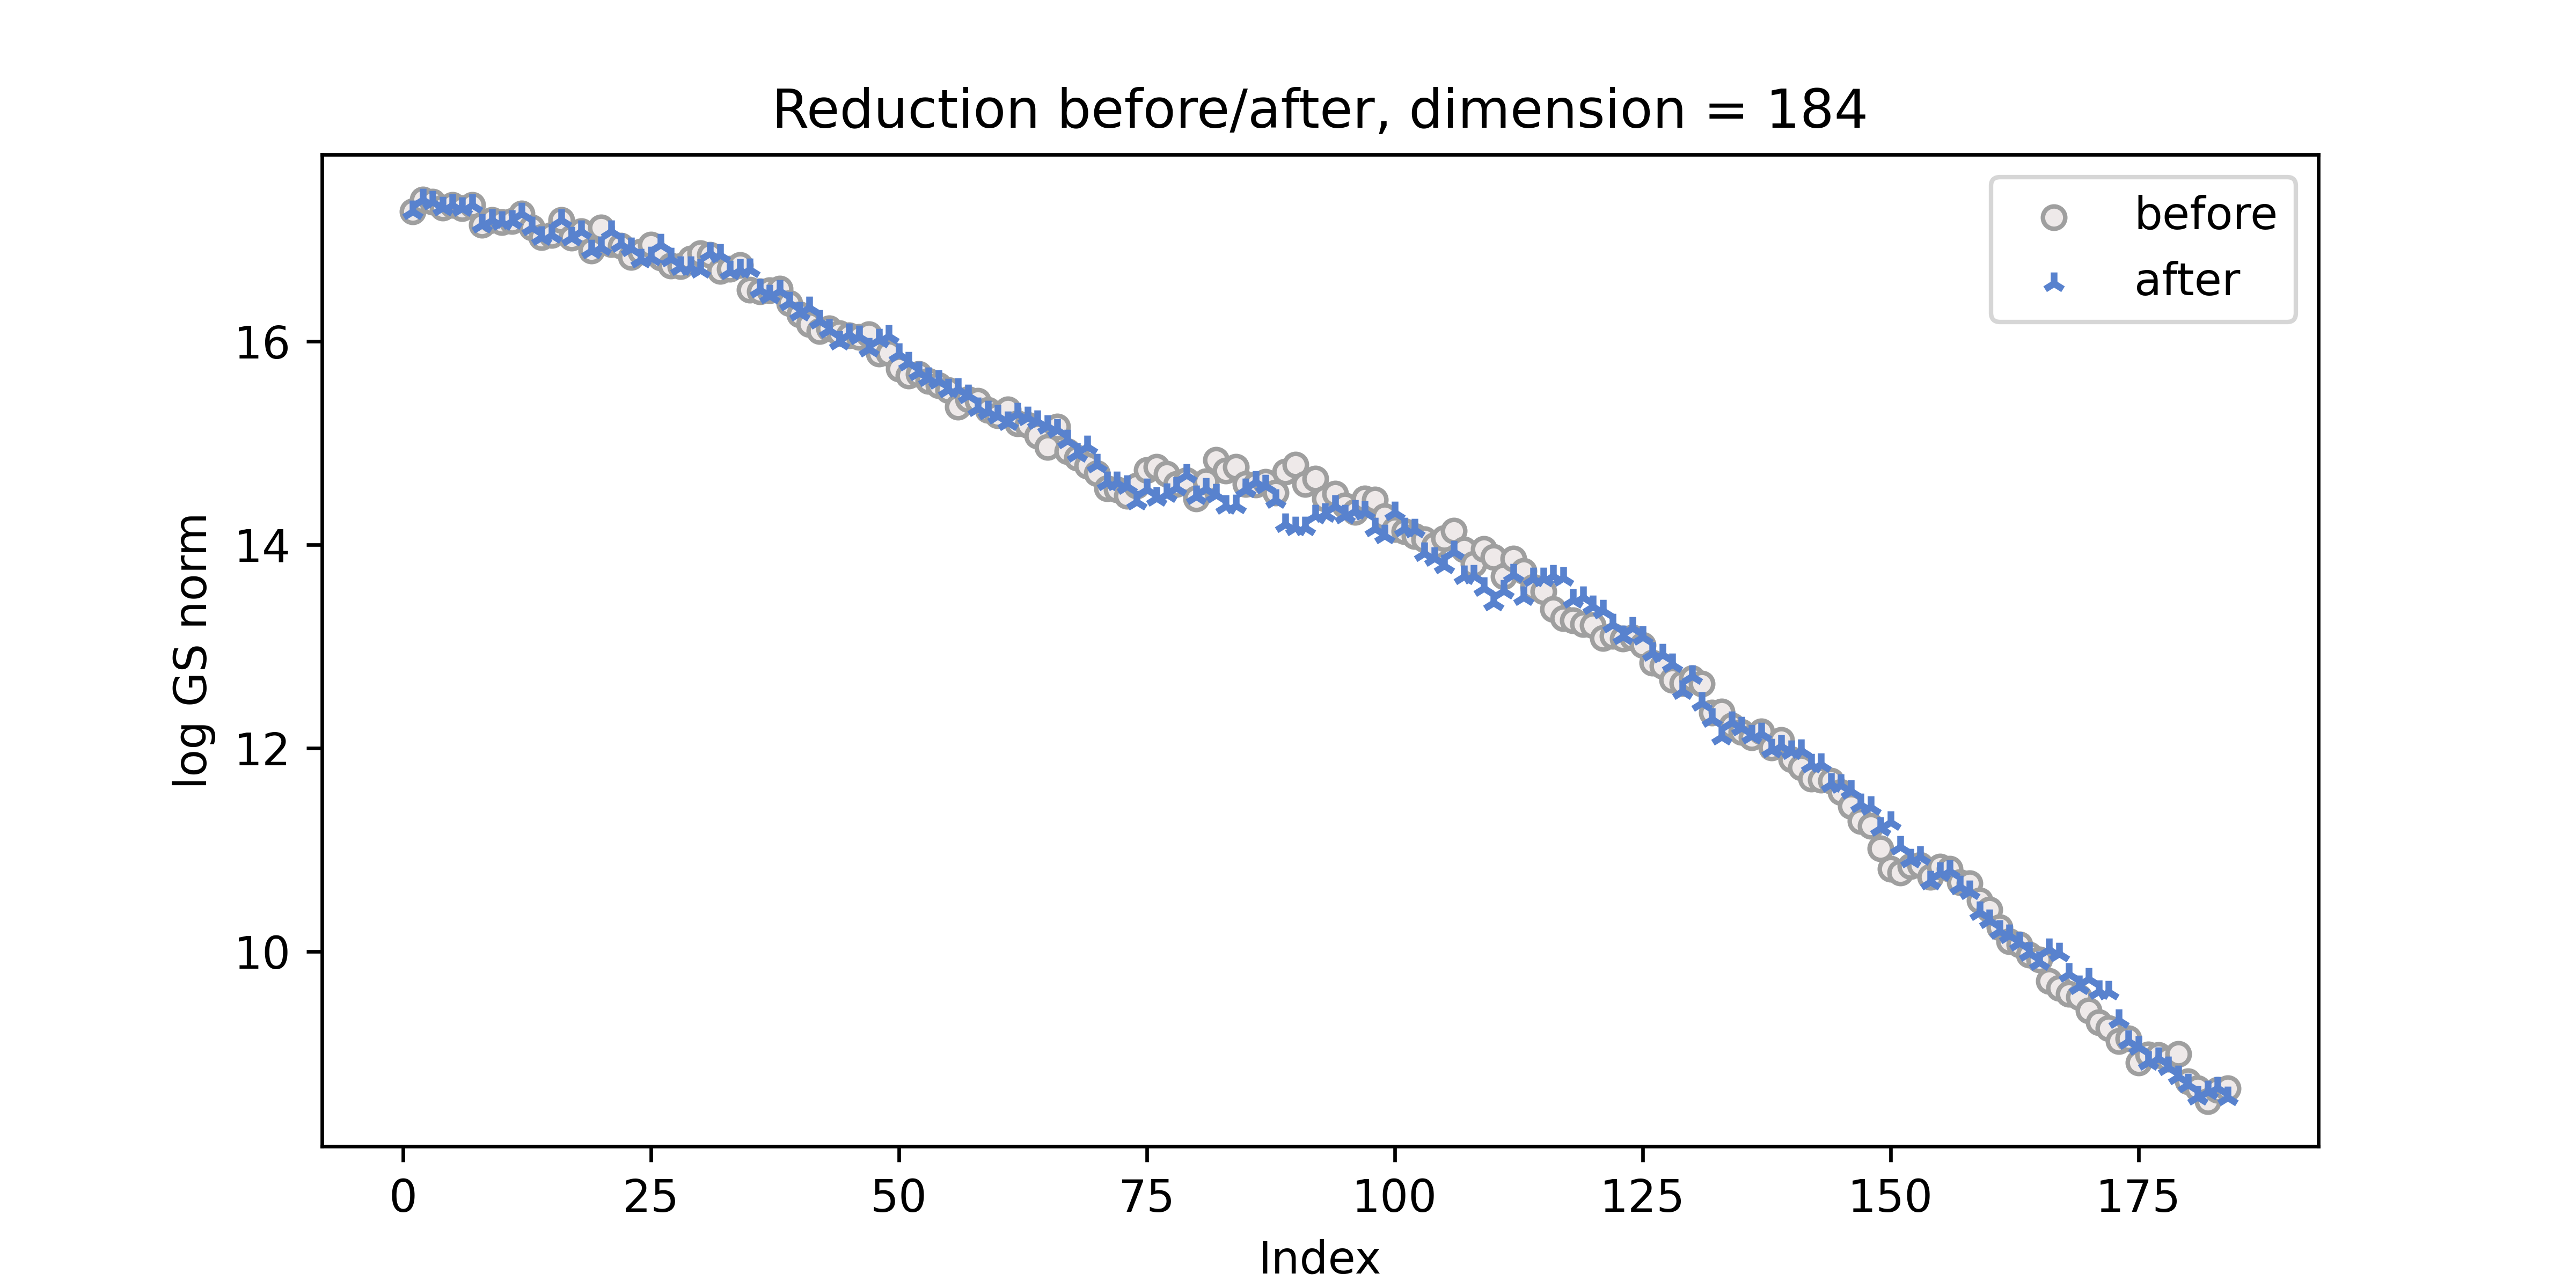 Reduction before/after, dimension = 184
before
after
log GS norm
16
14
12
10
0 25 50 75 100 125 150 175
Index